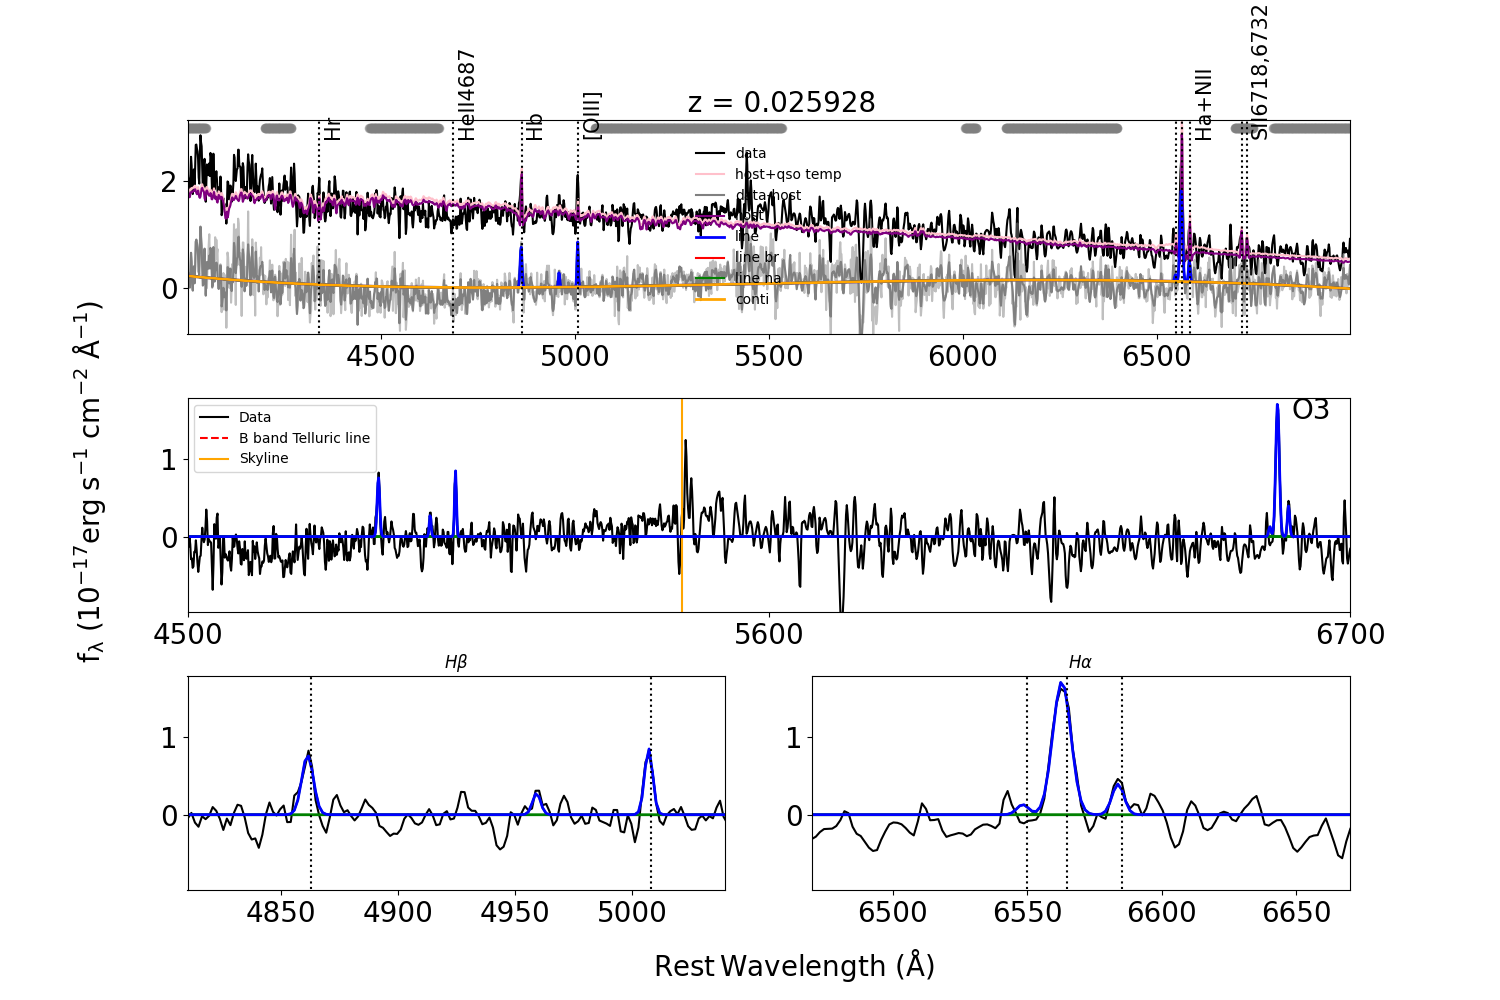 Hr
HeII4687
Hb
[OIII]
Ha+NII
SII6718,6732
z = 0.025928
data
host+qso temp
data-host
host
line
line br
line na
conti
2
0
4500
5000
5500
6000
6500
Data
B band Telluric line
Skyline
O3
1
0
4500
5600
6700
fλ (10−17erg s−1 cm−2 Å−1)
Hβ
1
0
4850
4900
4950
5000
Hα
1
0
6500
6550
6600
6650
Rest Wavelength (Å)